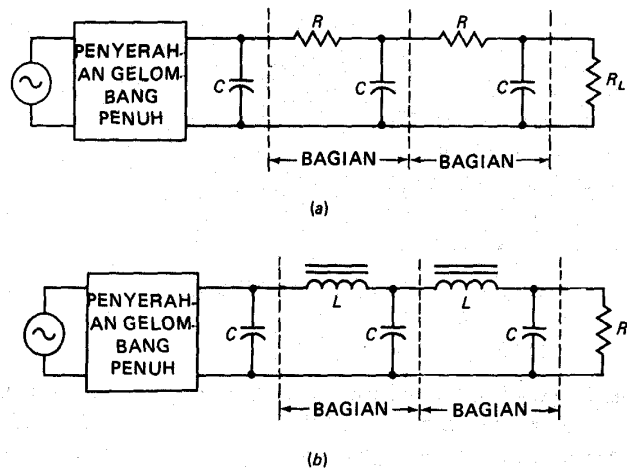 PENYERAH-
AN GELOM-
BANG
PENUH
C
R
C
R
C
R_L
BAGIAN
BAGIAN
(a)
PENYERAH-
AN GELOM-
BANG
PENUH
C
L
C
L
C
R
BAGIAN
BAGIAN
(b)